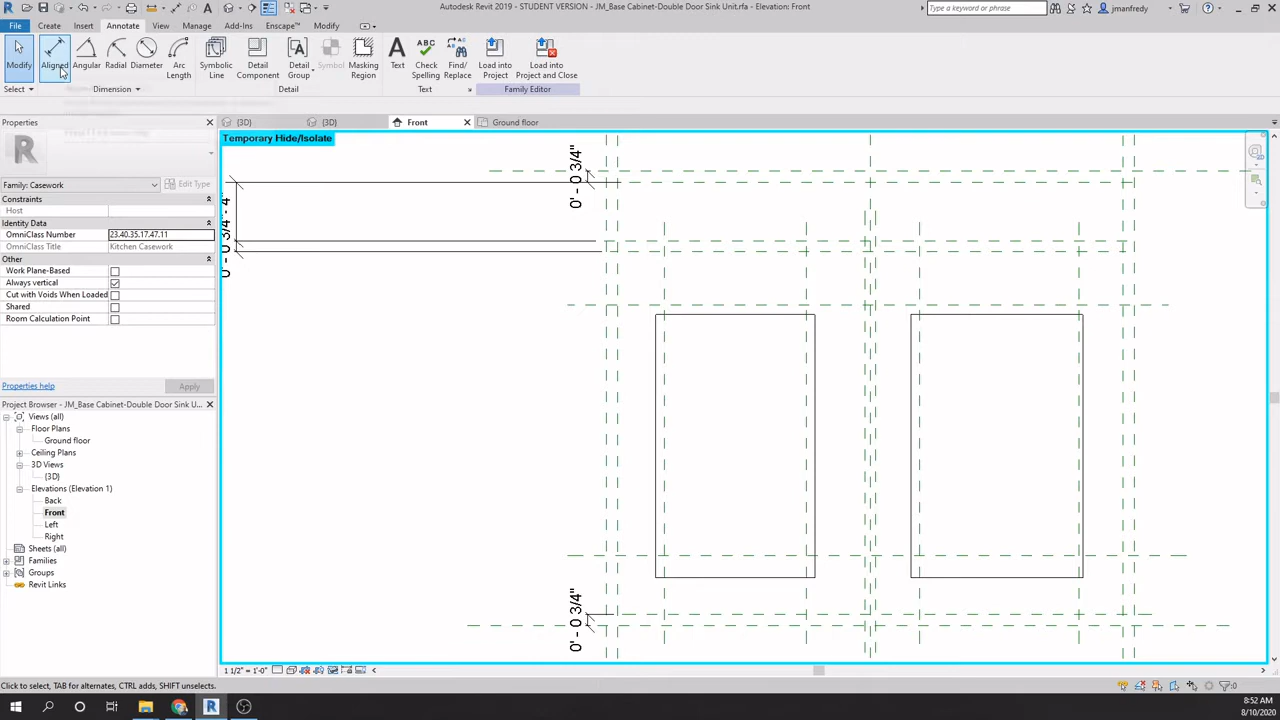 Autodesk Revit 2019 - STUDENT VERSION - JM_Base Cabinet-Double Door Sink Unit.rfa - Elevation: Front
Type a keyword or phrase
jmanfredy
File Create Insert Annotate View Manage Add-Ins Escape™ Modify
Modify
Aligned
Angular
Radial
Diameter
Arc
Length
Symbolic
Line
Detail
Component
Detail
Group
Symbol
Masking
Region
Text
Check
Spelling
Find/
Replace
Load into
Project
Load into
Project and Close
Select
Dimension
Detail
Text
Family Editor
Properties
{3D}
{3D}
Front
Ground floor
Temporary Hide/Isolate
Family: Casework
Edit Type
Constraints
Host
Identity Data
OmniClass Number 23.40.35.17.47.11
OmniClass Title Kitchen Casework
Other
Work Plane-Based
Always vertical
Cut with Voids When Loaded
Shared
Room Calculation Point
Properties help
Apply
Project Browser - JM_Base Cabinet-Double Door Sink U...
Views (all)
Floor Plans
Ground floor
Ceiling Plans
3D Views
{3D}
Elevations (Elevation 1)
Back
Front
Left
Right
Sheets (all)
Families
Groups
Revit Links
0' - 0 3/4"
0' - 0 3/4"
1 1/2" = 1'-0"
Click to select, TAB for alternates, CTRL adds, SHIFT unselects.
:0
8:52 AM
8/10/2020